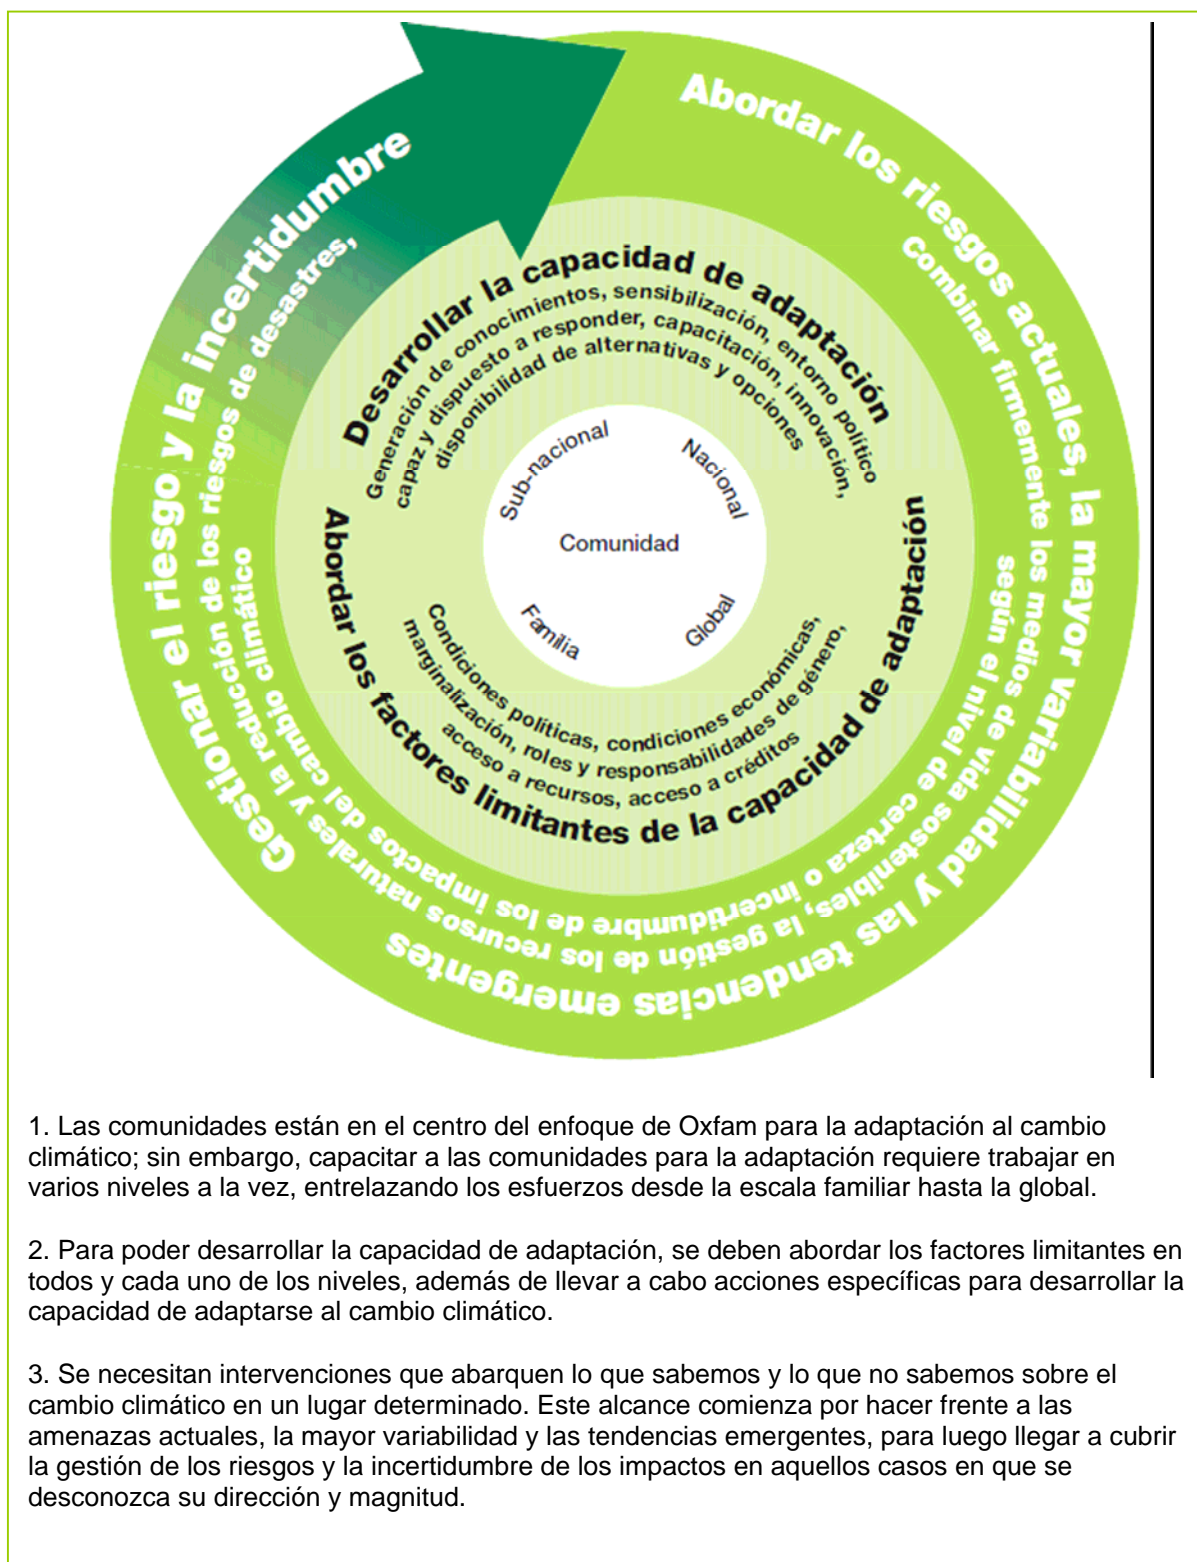 Abordar los riesgos actuales, la mayor variabilidad y las tendencias emergentes
Gestionar el riesgo y la incertidumbre
Combinar firmemente los medios de vida sostenibles, la gestión de los recursos naturales y la reducción de los riesgos de desastres,
según el nivel de certeza o incertidumbre de los impactos del cambio climático
Desarrollar la capacidad de adaptación
Generación de conocimientos, sensibilización, entorno político
capaz y dispuesto a responder, capacitación, innovación,
disponibilidad de alternativas y opciones
Sub-nacional
Nacional
Comunidad
Familia
Global
Condiciones políticas, condiciones económicas,
marginalización, roles y responsabilidades de género,
acceso a recursos, acceso a créditos
Abordar los factores limitantes de la capacidad de adaptación
1. Las comunidades están en el centro del enfoque de Oxfam para la adaptación al cambio
climático; sin embargo, capacitar a las comunidades para la adaptación requiere trabajar en
varios niveles a la vez, entrelazando los esfuerzos desde la escala familiar hasta la global.
2. Para poder desarrollar la capacidad de adaptación, se deben abordar los factores limitantes en
todos y cada uno de los niveles, además de llevar a cabo acciones específicas para desarrollar la
capacidad de adaptarse al cambio climático.
3. Se necesitan intervenciones que abarquen lo que sabemos y lo que no sabemos sobre el
cambio climático en un lugar determinado. Este alcance comienza por hacer frente a las
amenazas actuales, la mayor variabilidad y las tendencias emergentes, para luego llegar a cubrir
la gestión de los riesgos y la incertidumbre de los impactos en aquellos casos en que se
desconozca su dirección y magnitud.